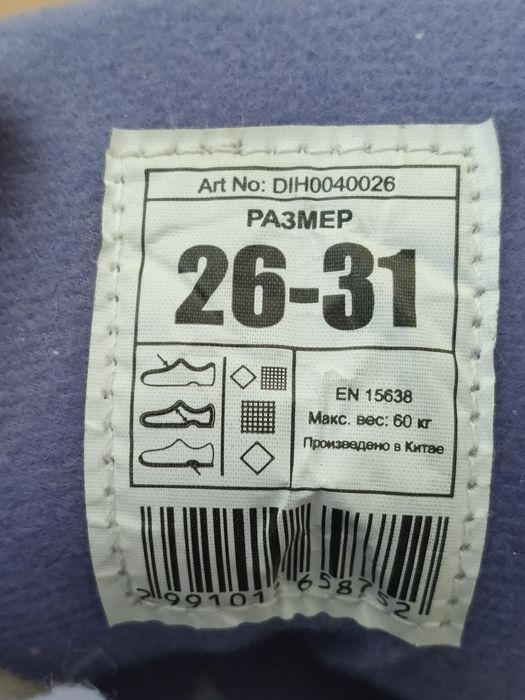 Art No: DIH0040026
РАЗМЕР
26-31
EN 15638
Макс. вес: 60 кг
Произведено в Китае